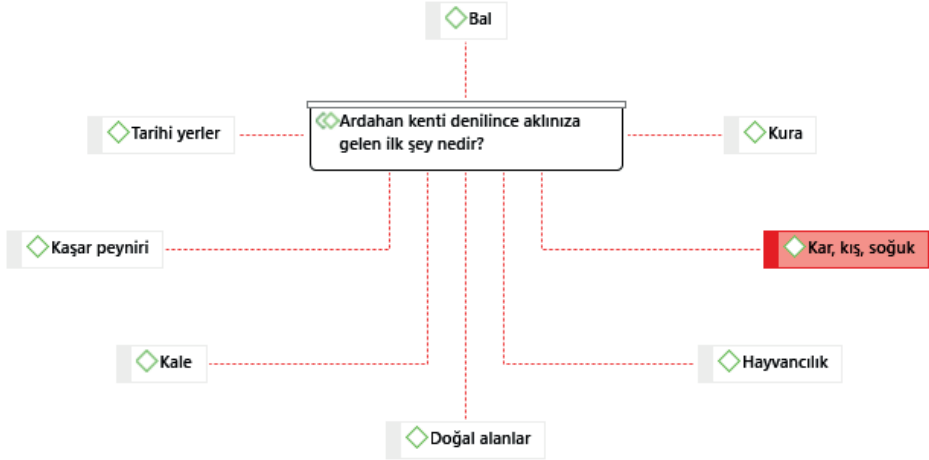 Bal
Ardahan kenti denilince aklınıza
gelen ilk şey nedir?
Tarihi yerler
Kura
Kaşar peyniri
Kar, kış, soğuk
Kale
Hayvancılık
Doğal alanlar